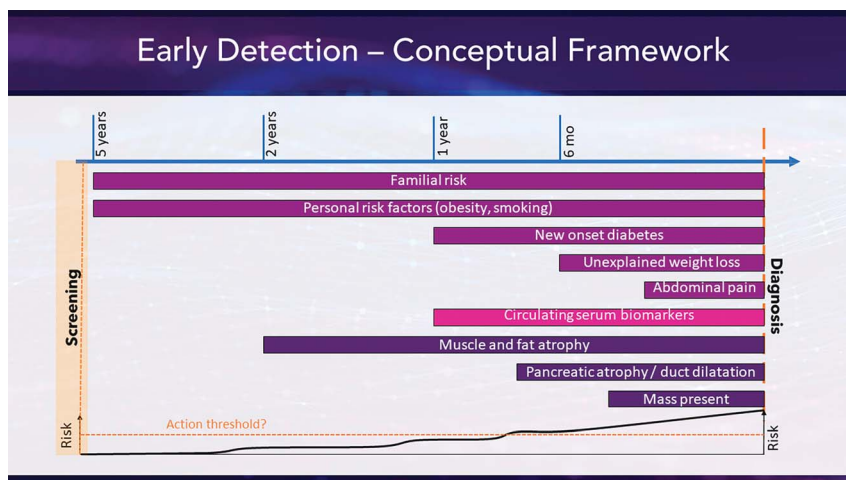 Early Detection – Conceptual Framework
5 years
2 years
1 year
6 mo
Familial risk
Personal risk factors (obesity, smoking)
New onset diabetes
Unexplained weight loss
Abdominal pain
Circulating serum biomarkers
Muscle and fat atrophy
Pancreatic atrophy / duct dilatation
Mass present
Screening
Diagnosis
Action threshold?
Risk
Risk